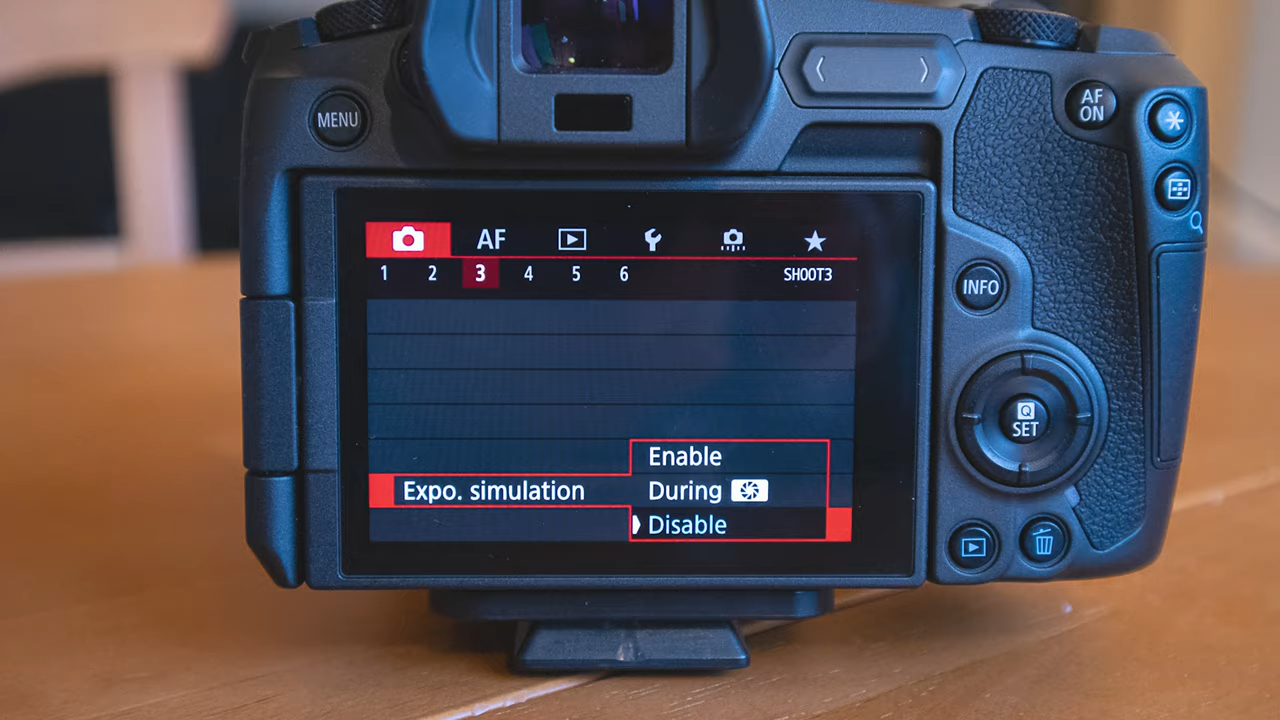 MENU
AF
ON
AF
1 2 3 4 5 6 SHOOT3
INFO
Enable
Expo. simulation During
Disable
Q
SET